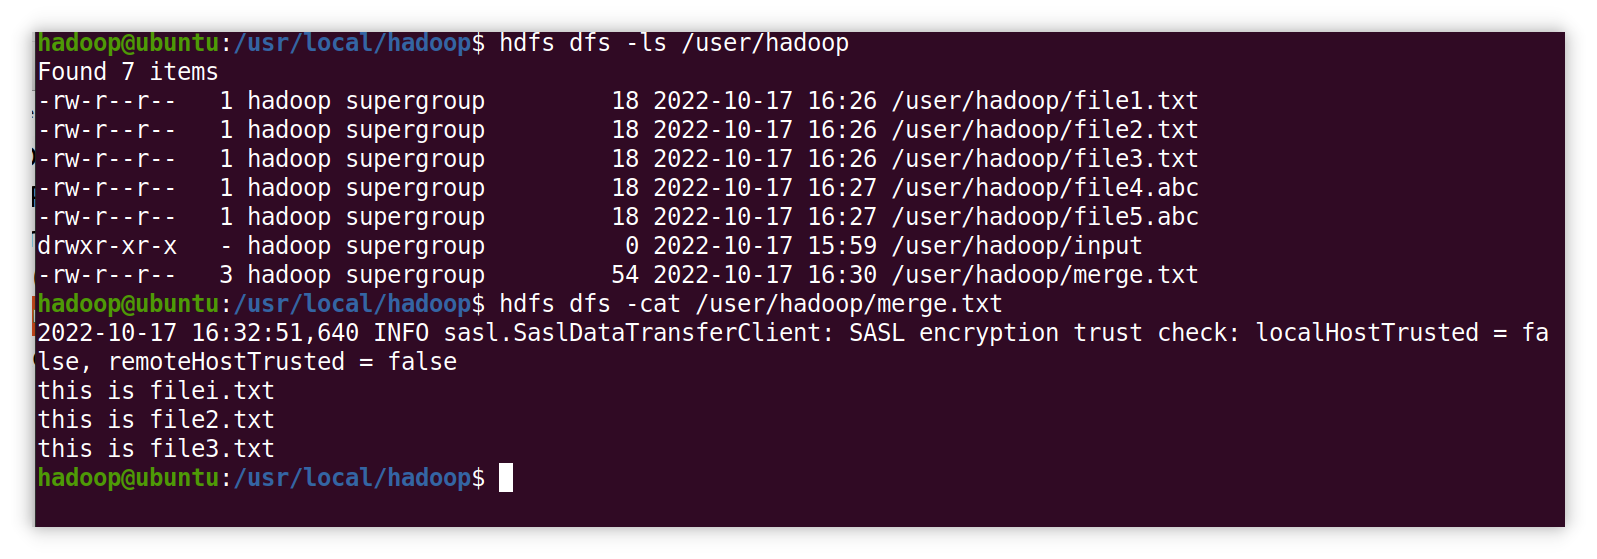 hadoop@ubuntu:/usr/local/hadoop$ hdfs dfs -ls /user/hadoop
Found 7 items
-rw-r--r--   1 hadoop supergroup         18 2022-10-17 16:26 /user/hadoop/file1.txt
-rw-r--r--   1 hadoop supergroup         18 2022-10-17 16:26 /user/hadoop/file2.txt
-rw-r--r--   1 hadoop supergroup         18 2022-10-17 16:26 /user/hadoop/file3.txt
-rw-r--r--   1 hadoop supergroup         18 2022-10-17 16:27 /user/hadoop/file4.abc
-rw-r--r--   1 hadoop supergroup         18 2022-10-17 16:27 /user/hadoop/file5.abc
drwxr-xr-x   - hadoop supergroup          0 2022-10-17 15:59 /user/hadoop/input
-rw-r--r--   3 hadoop supergroup         54 2022-10-17 16:30 /user/hadoop/merge.txt
hadoop@ubuntu:/usr/local/hadoop$ hdfs dfs -cat /user/hadoop/merge.txt
2022-10-17 16:32:51,640 INFO sasl.SaslDataTransferClient: SASL encryption trust check: localHostTrusted = fa
lse, remoteHostTrusted = false
this is filei.txt
this is file2.txt
this is file3.txt
hadoop@ubuntu:/usr/local/hadoop$